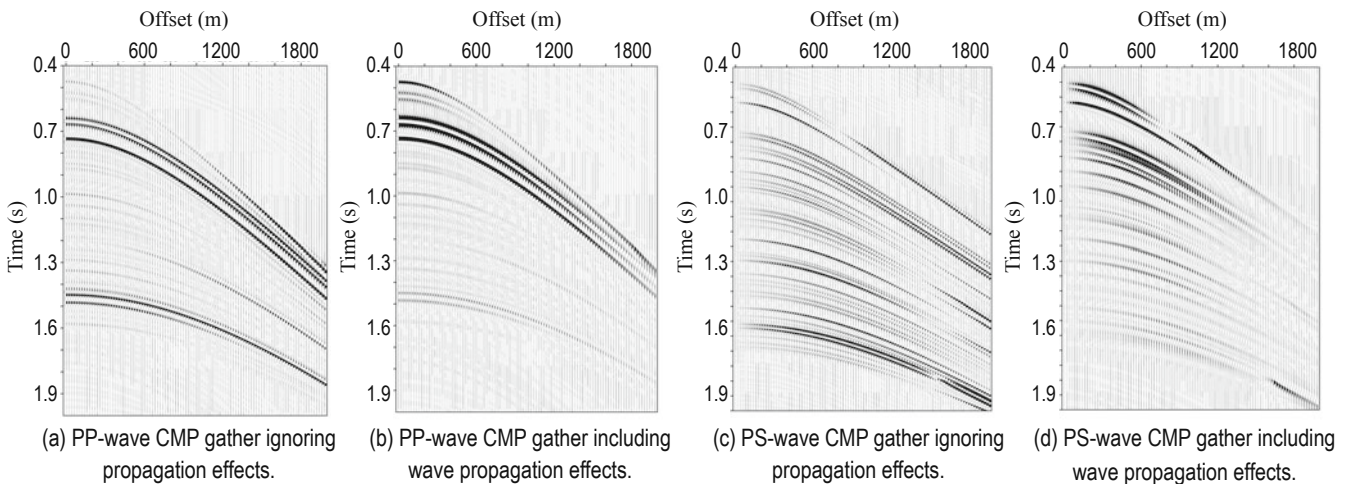 Offset (m)
0 600 1200 1800
0.4
0.7
1.0
1.3
1.6
1.9
Time (s)
(a) PP-wave CMP gather ignoring
propagation effects.
Offset (m)
0 600 1200 1800
0.4
0.7
1.0
1.3
1.6
1.9
Time (s)
(b) PP-wave CMP gather including
wave propagation effects.
Offset (m)
0 600 1200 1800
0.4
0.7
1.0
1.3
1.6
1.9
Time (s)
(c) PS-wave CMP gather ignoring
propagation effects.
Offset (m)
0 600 1200 1800
0.4
0.7
1.0
1.3
1.6
1.9
Time (s)
(d) PS-wave CMP gather including
wave propagation effects.